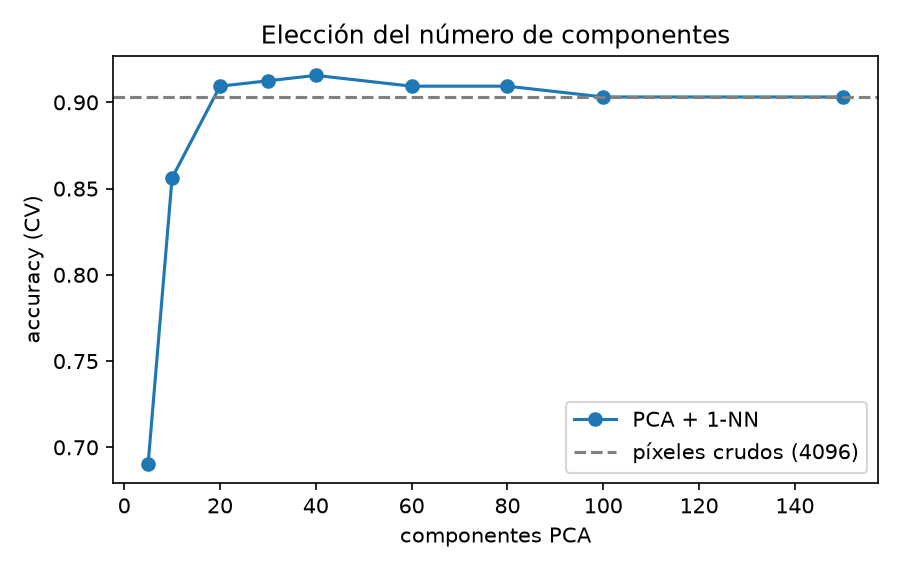 Elección del número de componentes
accuracy (CV)
0.90
0.85
0.80
0.75
0.70
PCA + 1-NN
píxeles crudos (4096)
0 20 40 60 80 100 120 140
componentes PCA